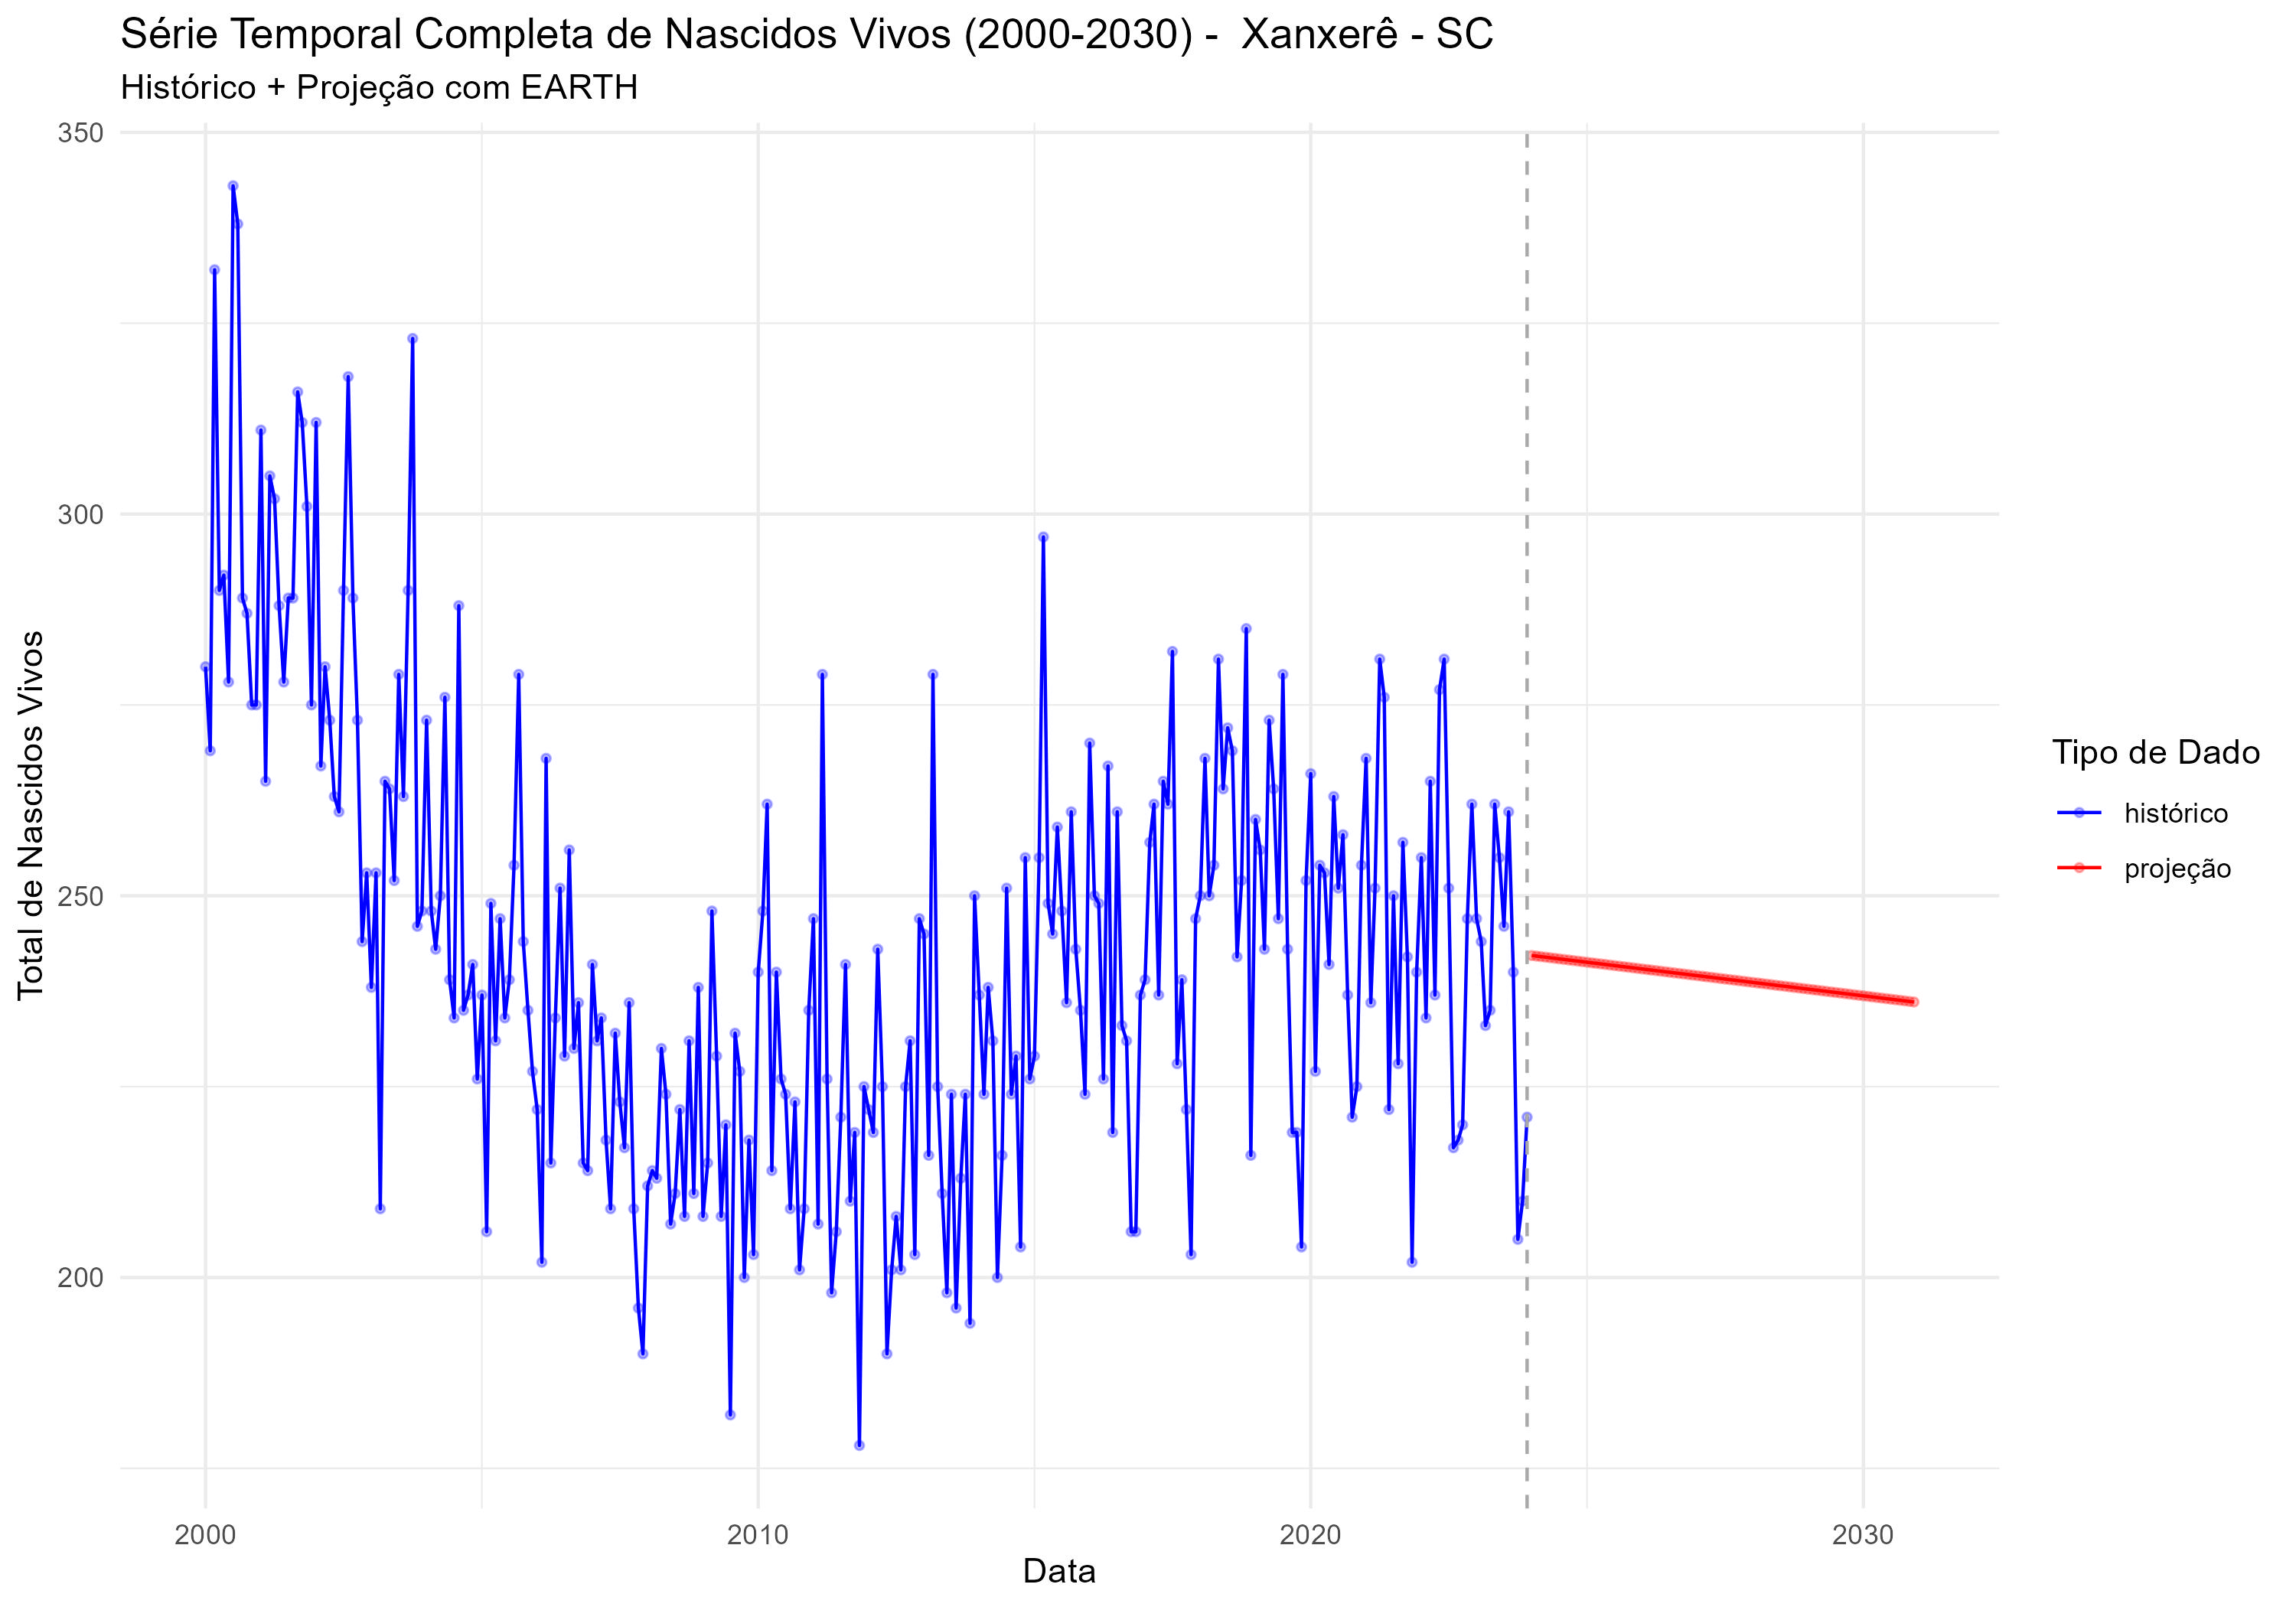 Série Temporal Completa de Nascidos Vivos (2000-2030) -  Xanxerê - SC
Histórico + Projeção com EARTH
Total de Nascidos Vivos
350
300
250
200
2000
2010
2020
2030
Data
Tipo de Dado
histórico
projeção